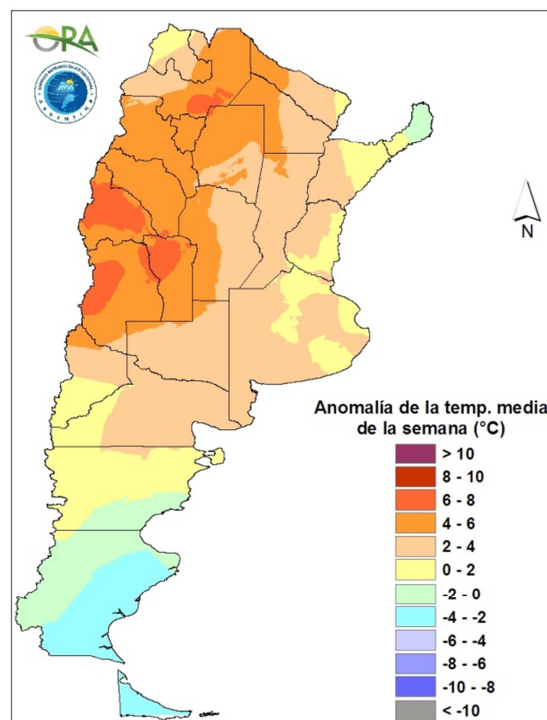 ORA
N
Anomalía de la temp. media
de la semana (°C)
> 10
8 - 10
6 - 8
4 - 6
2 - 4
0 - 2
-2 - 0
-4 - -2
-6 - -4
-8 - -6
-10 - -8
< -10